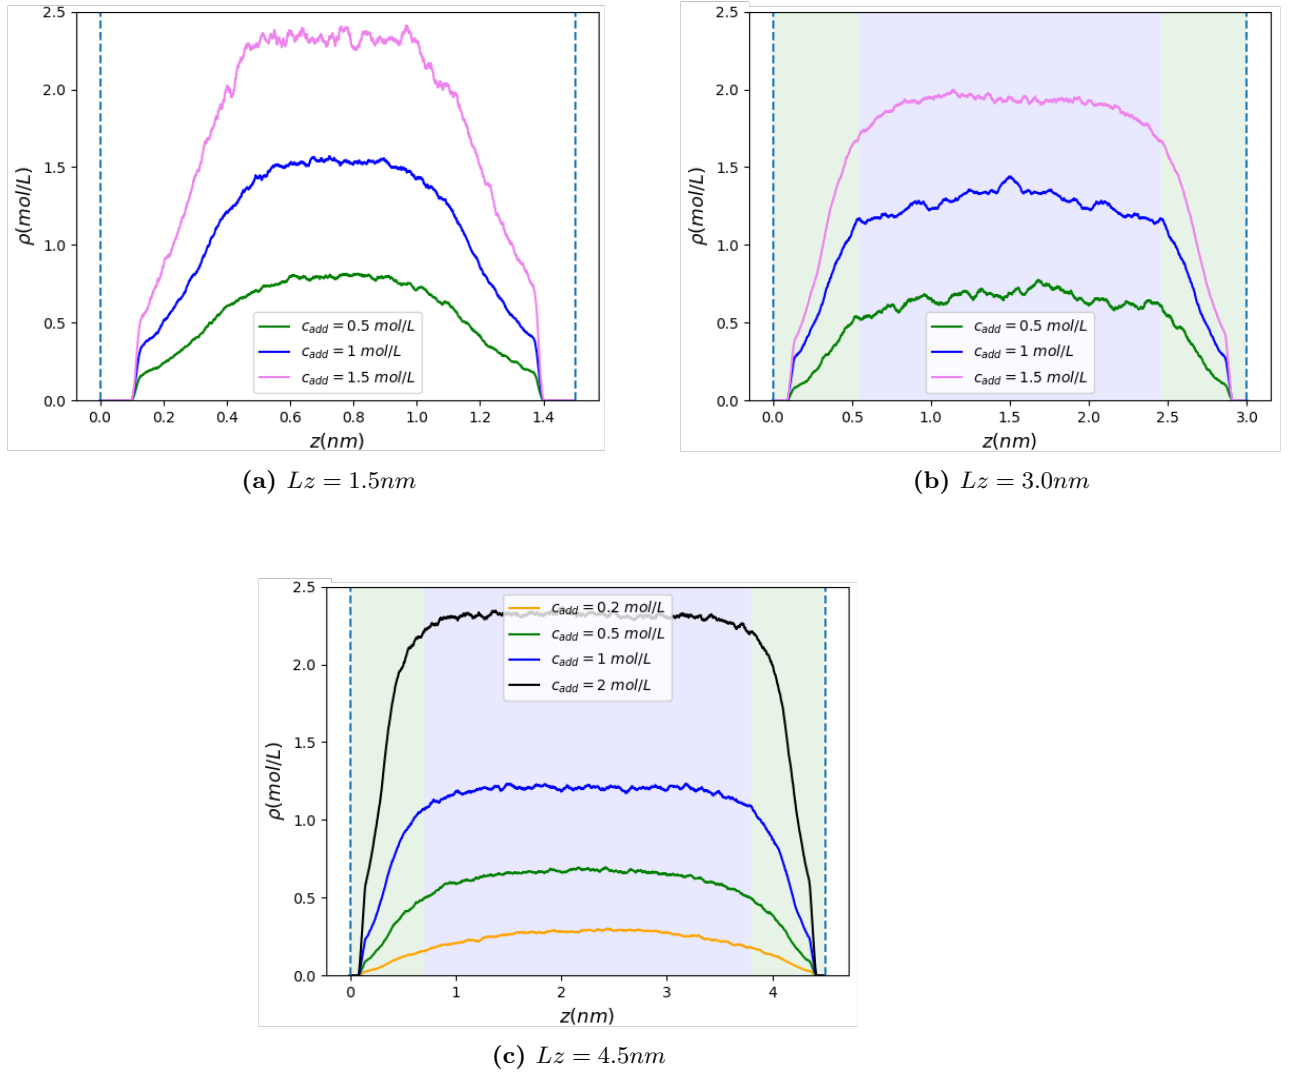 2.5
2.0
1.5
1.0
0.5
0.0
ρ(mol/L)
c_add = 0.5 mol/L
c_add = 1 mol/L
c_add = 1.5 mol/L
0.0 0.2 0.4 0.6 0.8 1.0 1.2 1.4
z(nm)
(a) Lz = 1.5nm
2.5
2.0
1.5
1.0
0.5
0.0
ρ(mol/L)
c_add = 0.5 mol/L
c_add = 1 mol/L
c_add = 1.5 mol/L
0.0 0.5 1.0 1.5 2.0 2.5 3.0
z(nm)
(b) Lz = 3.0nm
2.5
2.0
1.5
1.0
0.5
0.0
ρ(mol/L)
c_add = 0.2 mol/L
c_add = 0.5 mol/L
c_add = 1 mol/L
c_add = 2 mol/L
0 1 2 3 4
z(nm)
(c) Lz = 4.5nm